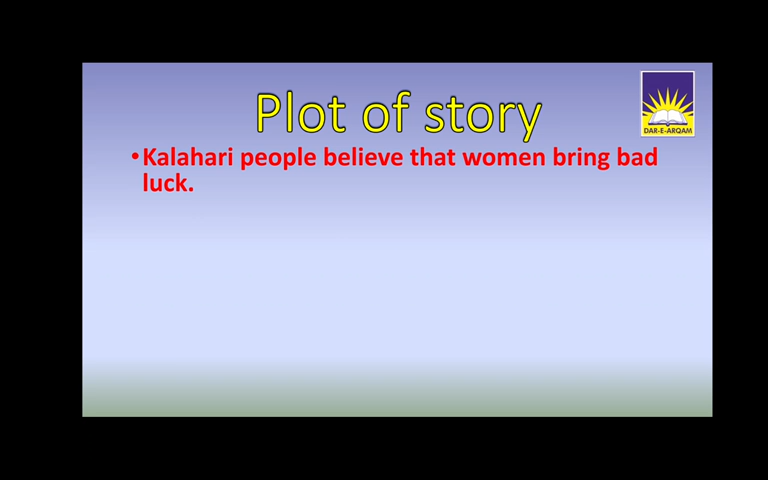 Plot of story
DAR-E-ARQAM
•Kalahari people believe that women bring bad
luck.